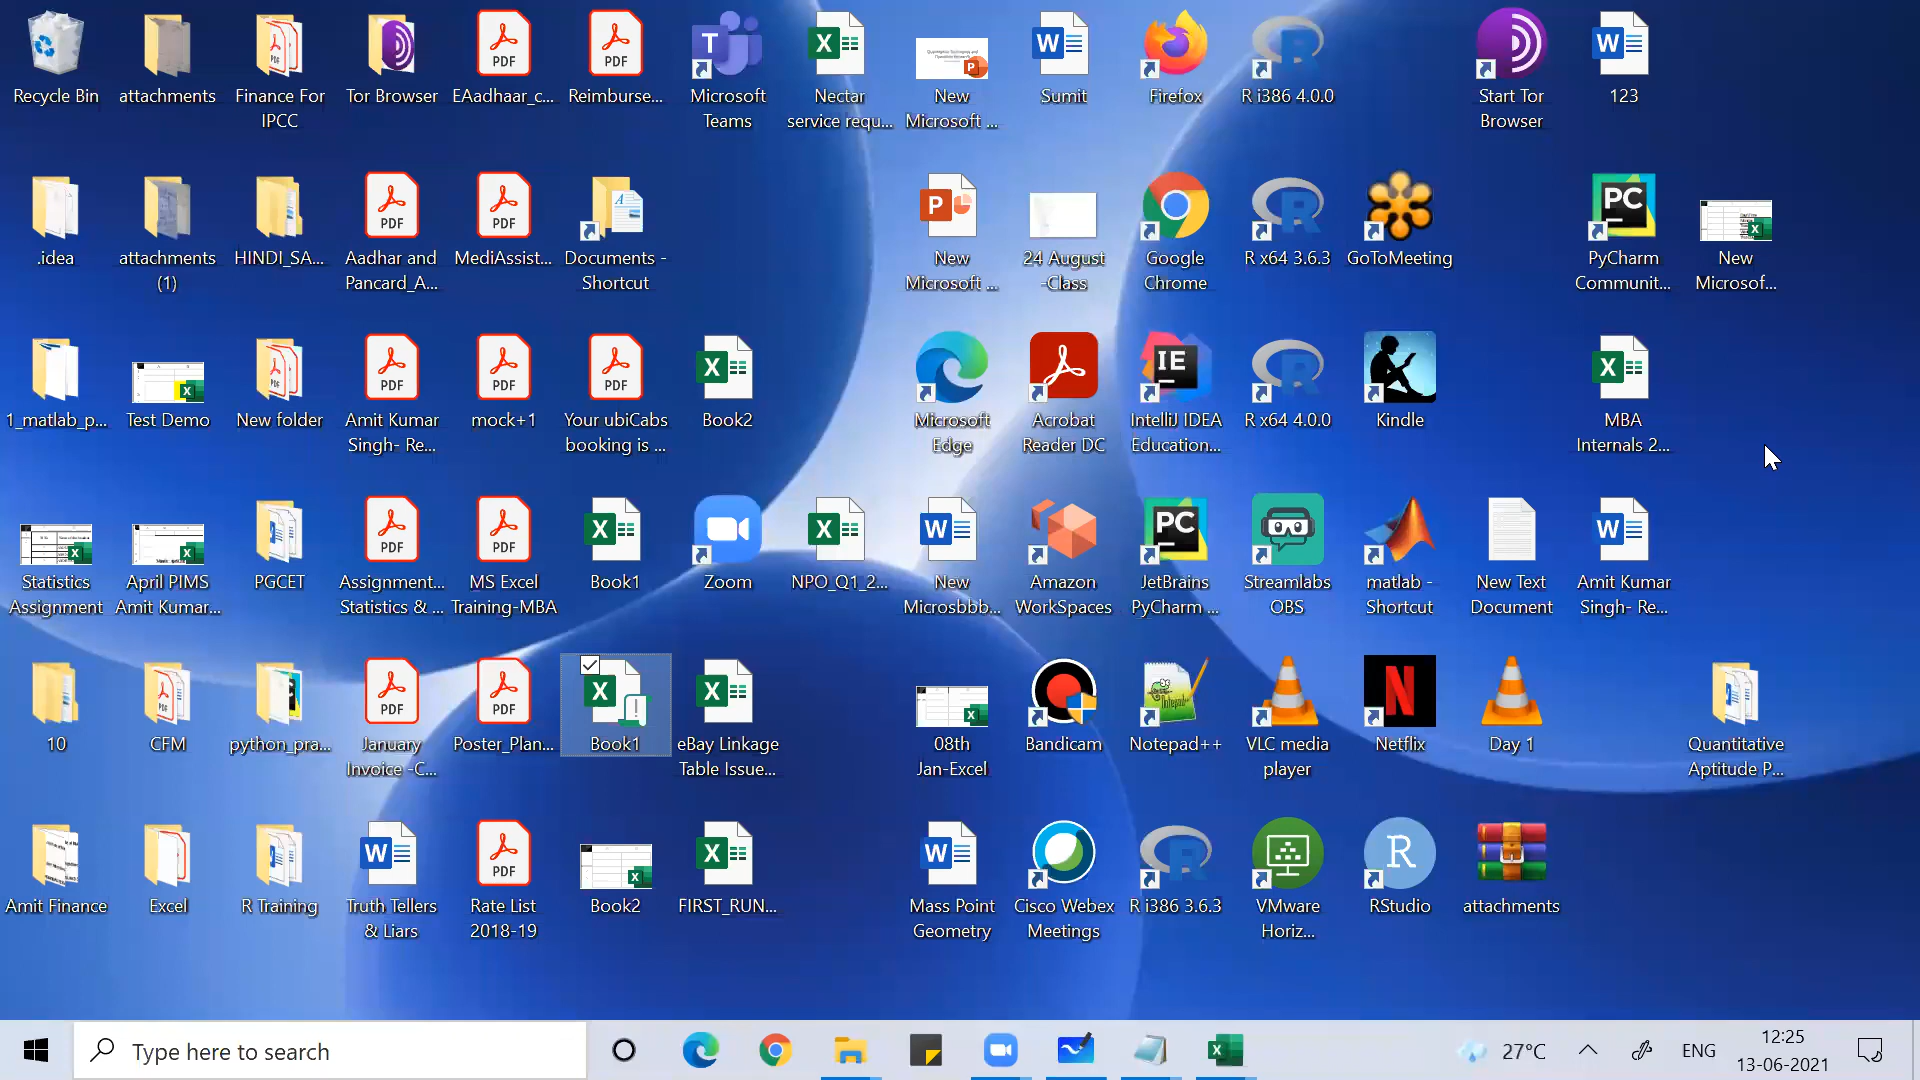 Recycle Bin
attachments
Finance For
IPCC
Tor Browser
EAadhaar_c...
Reimburse...
Microsoft
Teams
Nectar
service requ...
New
Microsoft ...
Sumit
Firefox
R i386 4.0.0
Start Tor
Browser
123
.idea
attachments
(1)
HINDI_SA...
Aadhar and
Pancard_A...
MediAssist...
Documents -
Shortcut
New
Microsoft ...
24 August
-Class
Google
Chrome
R x64 3.6.3
GoToMeeting
PyCharm
Communit...
New
Microsof...
1_matlab_p...
Test Demo
New folder
Amit Kumar
Singh- Re...
mock+1
Your ubiCabs
booking is ...
Book2
Microsoft
Edge
Acrobat
Reader DC
IntelliJ IDEA
Education...
R x64 4.0.0
Kindle
MBA
Internals 2...
Statistics
Assignment
April PIMS
Amit Kumar...
PGCET
Assignment...
Statistics & ...
MS Excel
Training-MBA
Book1
Zoom
NPO_Q1_2...
New
Microsbbb...
Amazon
WorkSpaces
JetBrains
PyCharm ...
Streamlabs
OBS
matlab -
Shortcut
New Text
Document
Amit Kumar
Singh- Re...
10
CFM
python_pra...
January
Invoice -C...
Poster_Plan...
Book1
eBay Linkage
Table Issue...
08th
Jan-Excel
Bandicam
Notepad++
VLC media
player
Netflix
Day 1
Quantitative
Aptitude P...
Amit Finance
Excel
R Training
Truth Tellers
& Liars
Rate List
2018-19
Book2
FIRST_RUN...
Mass Point
Geometry
Cisco Webex
Meetings
R i386 3.6.3
VMware
Horiz...
RStudio
attachments
Type here to search
27°C
ENG
12:25
13-06-2021